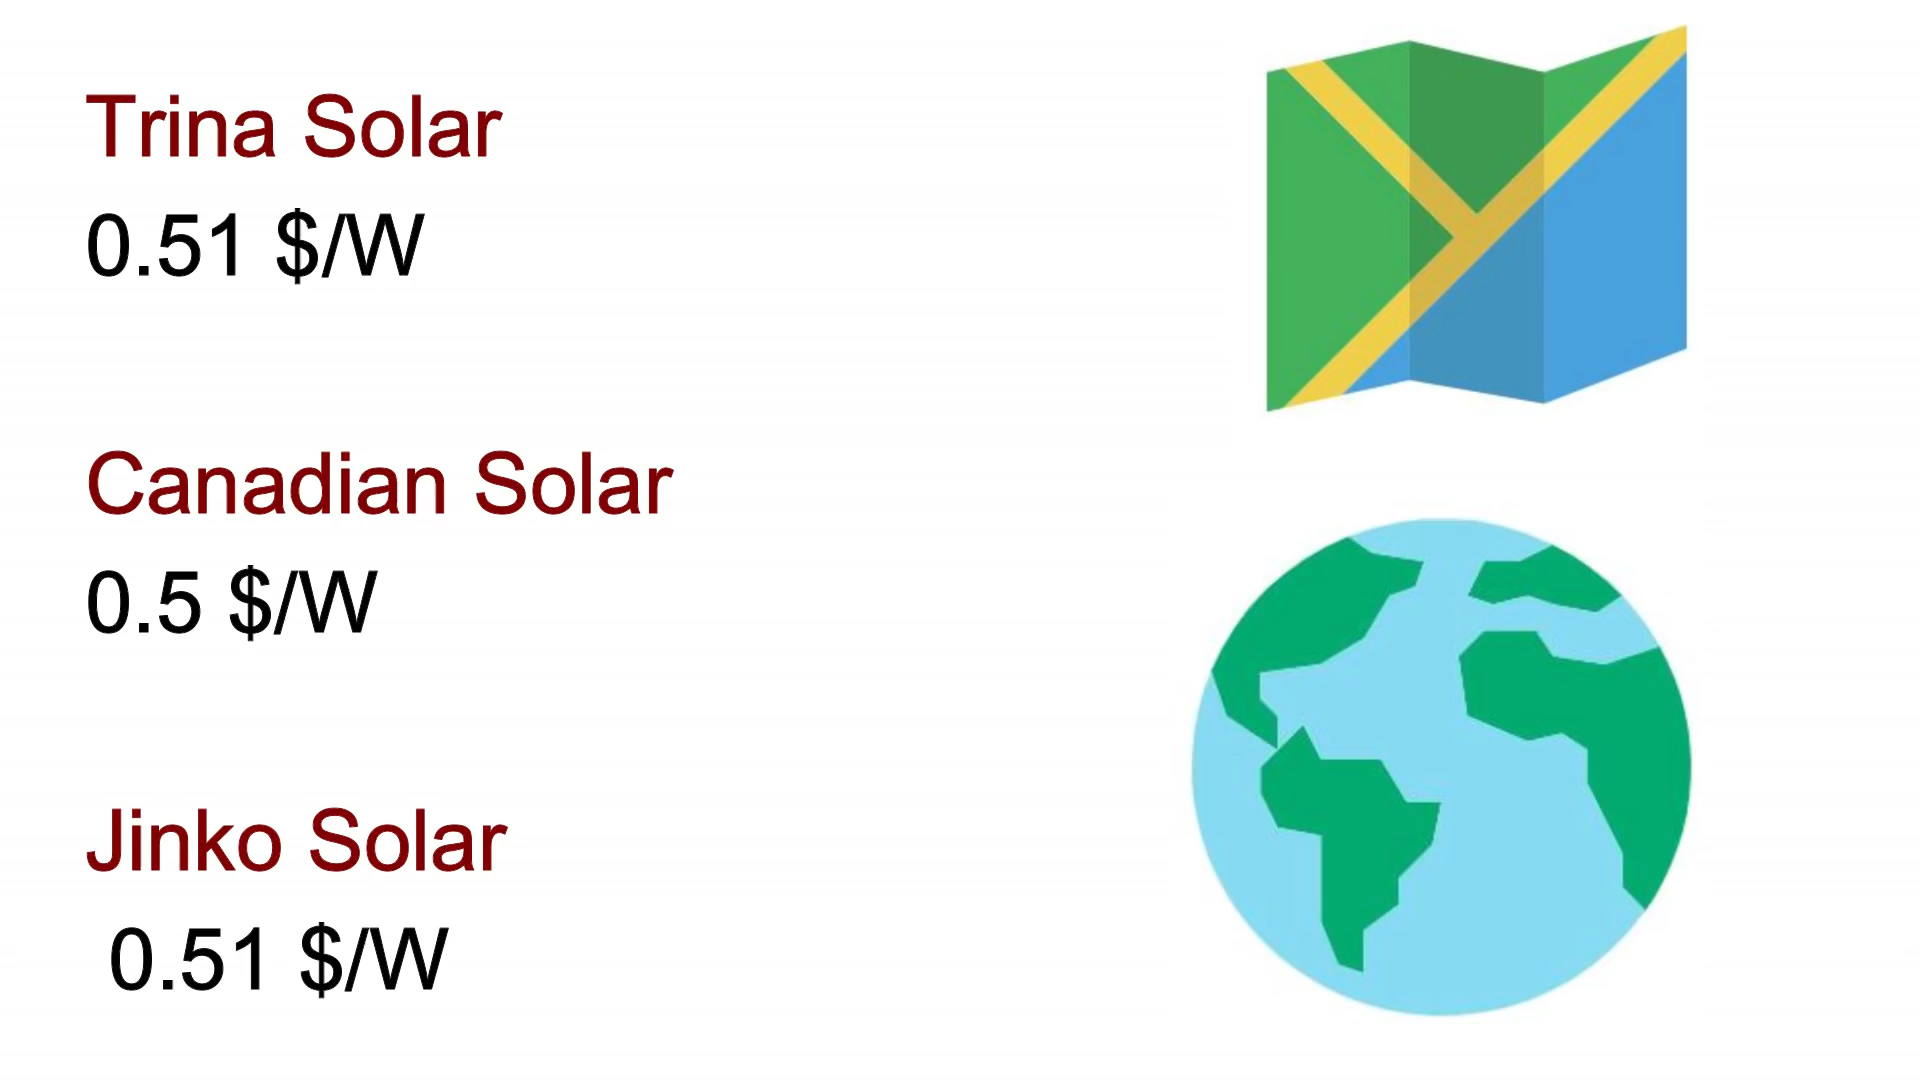 Trina Solar
0.51 $/W
Canadian Solar
0.5 $/W
Jinko Solar
0.51 $/W